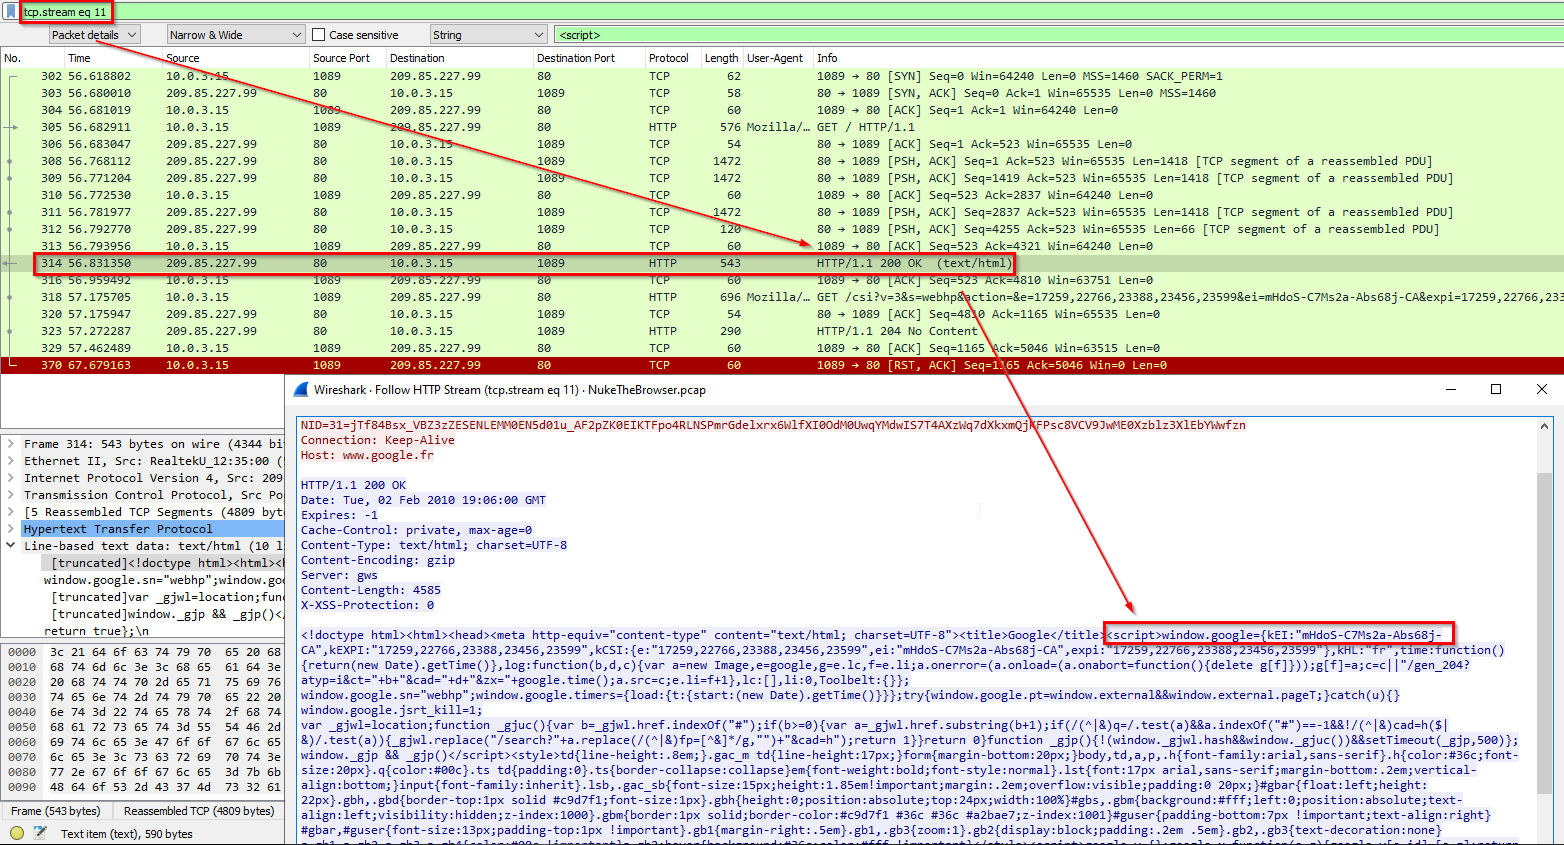 tcp.stream eq 11
Packet details Narrow & Wide Case sensitive String <script>
No. Time Source Source Port Destination Destination Port Protocol Length User-Agent Info
302 56.618802 10.0.3.15 1089 209.85.227.99 80 TCP 62 1089 → 80 [SYN] Seq=0 Win=64240 Len=0 MSS=1460 SACK_PERM=1
303 56.680010 209.85.227.99 80 10.0.3.15 1089 TCP 58 80 → 1089 [SYN, ACK] Seq=0 Ack=1 Win=65535 Len=0 MSS=1460
304 56.681019 10.0.3.15 1089 209.85.227.99 80 TCP 60 1089 → 80 [ACK] Seq=1 Ack=1 Win=64240 Len=0
305 56.682911 10.0.3.15 1089 209.85.227.99 80 HTTP 576 Mozilla/… GET / HTTP/1.1
306 56.683047 209.85.227.99 80 10.0.3.15 1089 TCP 54 80 → 1089 [ACK] Seq=1 Ack=523 Win=65535 Len=0
308 56.768112 209.85.227.99 80 10.0.3.15 1089 TCP 1472 80 → 1089 [PSH, ACK] Seq=1 Ack=523 Win=65535 Len=1418 [TCP segment of a reassembled PDU]
309 56.771204 209.85.227.99 80 10.0.3.15 1089 TCP 1472 80 → 1089 [PSH, ACK] Seq=1419 Ack=523 Win=65535 Len=1418 [TCP segment of a reassembled PDU]
310 56.772530 10.0.3.15 1089 209.85.227.99 80 TCP 60 1089 → 80 [ACK] Seq=523 Ack=2837 Win=64240 Len=0
311 56.781977 209.85.227.99 80 10.0.3.15 1089 TCP 1472 80 → 1089 [PSH, ACK] Seq=2837 Ack=523 Win=65535 Len=1418 [TCP segment of a reassembled PDU]
312 56.792770 209.85.227.99 80 10.0.3.15 1089 TCP 120 80 → 1089 [PSH, ACK] Seq=4255 Ack=523 Win=65535 Len=66 [TCP segment of a reassembled PDU]
313 56.793956 10.0.3.15 1089 209.85.227.99 80 TCP 60 1089 → 80 [ACK] Seq=523 Ack=4321 Win=64240 Len=0
314 56.831350 209.85.227.99 80 10.0.3.15 1089 HTTP 543 HTTP/1.1 200 OK (text/html)
316 56.959492 10.0.3.15 1089 209.85.227.99 80 TCP 60 1089 → 80 [ACK] Seq=523 Ack=4810 Win=63751 Len=0
318 57.175705 10.0.3.15 1089 209.85.227.99 80 HTTP 696 Mozilla/… GET /csi?v=3&s=webhp&action=&e=17259,22766,23388,23456,23599&ei=mHdoS-C7Ms2a-Abs68j-CA&expi=17259,22766,23
320 57.175947 209.85.227.99 80 10.0.3.15 1089 TCP 54 80 → 1089 [ACK] Seq=4810 Ack=1165 Win=65535 Len=0
323 57.272287 209.85.227.99 80 10.0.3.15 1089 HTTP 290 HTTP/1.1 204 No Content
329 57.462489 10.0.3.15 1089 209.85.227.99 80 TCP 60 1089 → 80 [ACK] Seq=1165 Ack=5046 Win=63515 Len=0
370 67.679163 10.0.3.15 1089 209.85.227.99 80 TCP 60 1089 → 80 [RST, ACK] Seq=1165 Ack=5046 Win=0 Len=0
Wireshark · Follow HTTP Stream (tcp.stream eq 11) · NukeTheBrowser.pcap
Connection: Keep-Alive
Host: www.google.fr
HTTP/1.1 200 OK
Date: Tue, 02 Feb 2010 19:06:00 GMT
Expires: -1
Cache-Control: private, max-age=0
Content-Type: text/html; charset=UTF-8
Content-Encoding: gzip
Server: gws
Content-Length: 4585
X-XSS-Protection: 0
<!doctype html><html><head><meta http-equiv="content-type" content="text/html; charset=UTF-8"><title>Google</title><script>window.google={kEI:"mHdoS-C7Ms2a-Abs68j-
CA",kEXPI:"17259,22766,23388,23456,23599",kCSI:{e:"17259,22766,23388,23456,23599",ei:"mHdoS-C7Ms2a-Abs68j-CA",expi:"17259,22766,23388,23456,23599"},kHL:"fr",time:function()
{return(new Date).getTime()},log:function(b,d,c){var a=new Image,e=google,g=e.lc,f=e.li;a.onerror=(a.onload=(a.onabort=function(){delete g[f]}));g[f]=a;c=c||"/gen_204?
atyp=i&ct="+b+"&cad="+d+"&zx="+google.time();a.src=c;e.li=f+1},lc:[],li:0,Toolbelt:{}};
window.google.sn="webhp";window.google.timers={load:{t:{start:(new Date).getTime()}}};try{window.google.pt=window.external&&window.external.pageT;}catch(u){}
window.google.jsrt_kill=1;
var _gjwl=location;function _gjuc(){var b=_gjwl.href.indexOf("#");if(b>=0){var a=_gjwl.href.substring(b+1);if(/(^|&)q=/.test(a)&&a.indexOf("#")==-1&&!/(^|&)cad=h($|
&)/.test(a)){_gjwl.replace("/search?"+a.replace(/(^|&)fp=[^&]*/g,"")+"&cad=h");return 1}}return 0}function _gjp(){!(window._gjwl.hash&&window._gjuc())&&setTimeout(_gjp,500)};
window._gjp && _gjp()</script><style>td{line-height:.8em;}.gac_m td{line-height:17px;}form{margin-bottom:20px;}body,td,a,p,.h{font-family:arial,sans-serif}.h{color:#36c;font-
size:20px}.q{color:#00c}.ts td{padding:0}.ts{border-collapse:collapse}em{font-weight:bold;font-style:normal}.lst{font:17px arial,sans-serif;margin-bottom:.2em;vertical-
align:bottom;}input{font-family:inherit}.lsb,.gac_sb{font-size:15px;height:1.85em!important;margin:.2em;overflow:visible;padding:0 20px;}#gbar{float:left;height:
22px}.gbh,.gbd{border-top:1px solid #c9d7f1;font-size:1px}.gbh{height:0;position:absolute;top:24px;width:100%}#gbs,.gbm{background:#fff;left:0;position:absolute;text-
align:left;visibility:hidden;z-index:1000}.gbm{border:1px solid;border-color:#c9d7f1 #36c #36c #a2bae7;z-index:1001}#guser{padding-bottom:7px !important;text-align:right}
#gbar,#guser{font-size:13px;padding-top:1px !important}.gb1{margin-right:.5em}.gb1,.gb3{zoom:1}.gb2{display:block;padding:.2em .5em}.gb2,.gb3{text-decoration:none}
Frame 314: 543 bytes on wire (4344 bi
Ethernet II, Src: RealtekU_12:35:00 (
Internet Protocol Version 4, Src: 209
Transmission Control Protocol, Src Po
[5 Reassembled TCP Segments (4809 byt
Hypertext Transfer Protocol
Line-based text data: text/html (10 l
[truncated]<!doctype html><html><h
window.google.sn="webhp";window.go
[truncated]var _gjwl=location;func
[truncated]window._gjp && _gjp()</
return true};\n
0000 3c 21 64 6f 63 74 79 70 65 20 68
0010 68 74 6d 6c 3e 3c 68 65 61 64 3e
0020 20 68 74 74 70 2d 65 71 75 69 76
0030 74 65 6e 74 2d 74 79 70 65 22 20
0040 6e 74 3d 22 74 65 78 74 2f 68 74
0050 68 61 72 73 65 74 3d 55 54 46 2d
0060 69 74 6c 65 3e 47 6f 6f 67 6c 65
0070 6c 65 3e 3c 73 63 72 69 70 74 3e
0080 77 2e 67 6f 6f 67 6c 65 3d 7b 6b
0090 48 64 6f 53 2d 43 37 4d 73 32 61
Frame (543 bytes) Reassembled TCP (4809 bytes)
Text item (text), 590 bytes